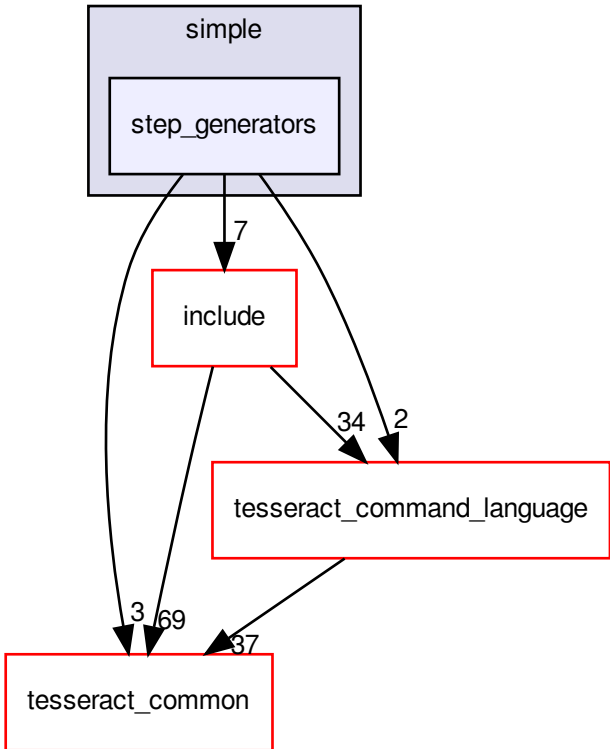 simple
step_generators
7
include
34
2
tesseract_command_language
3
69
37
tesseract_common